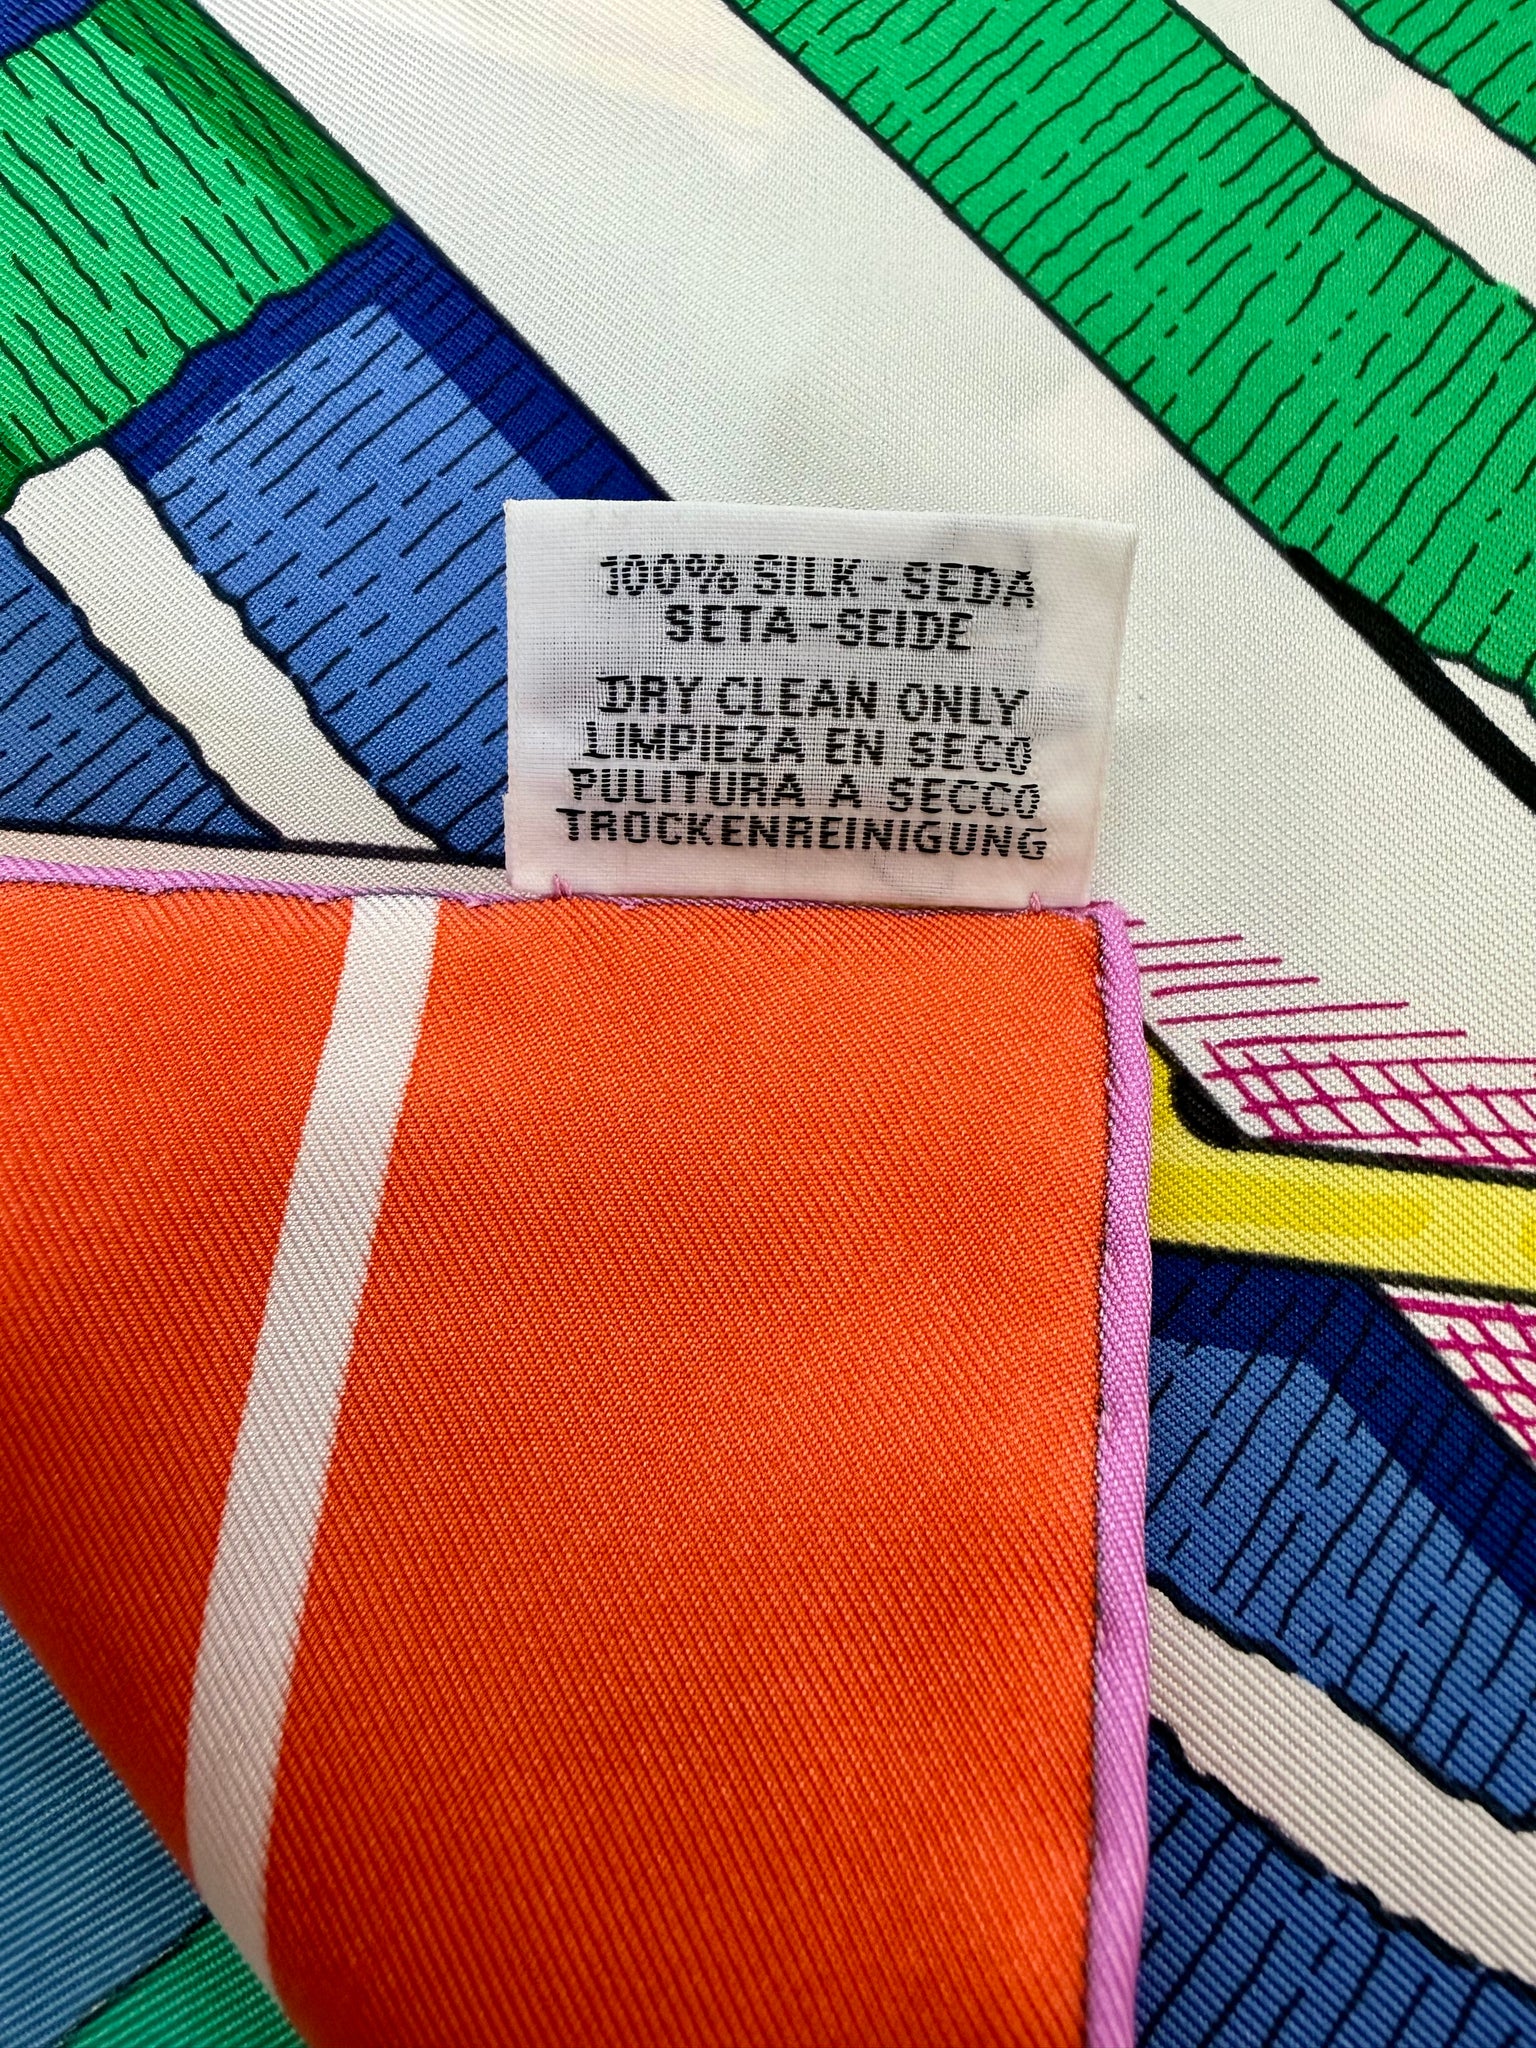 100% SILK - SEDA
SETA - SEIDE
DRY CLEAN ONLY
LIMPIEZA EN SECO
PULITURA A SECCO
TROCKENREINIGUNG